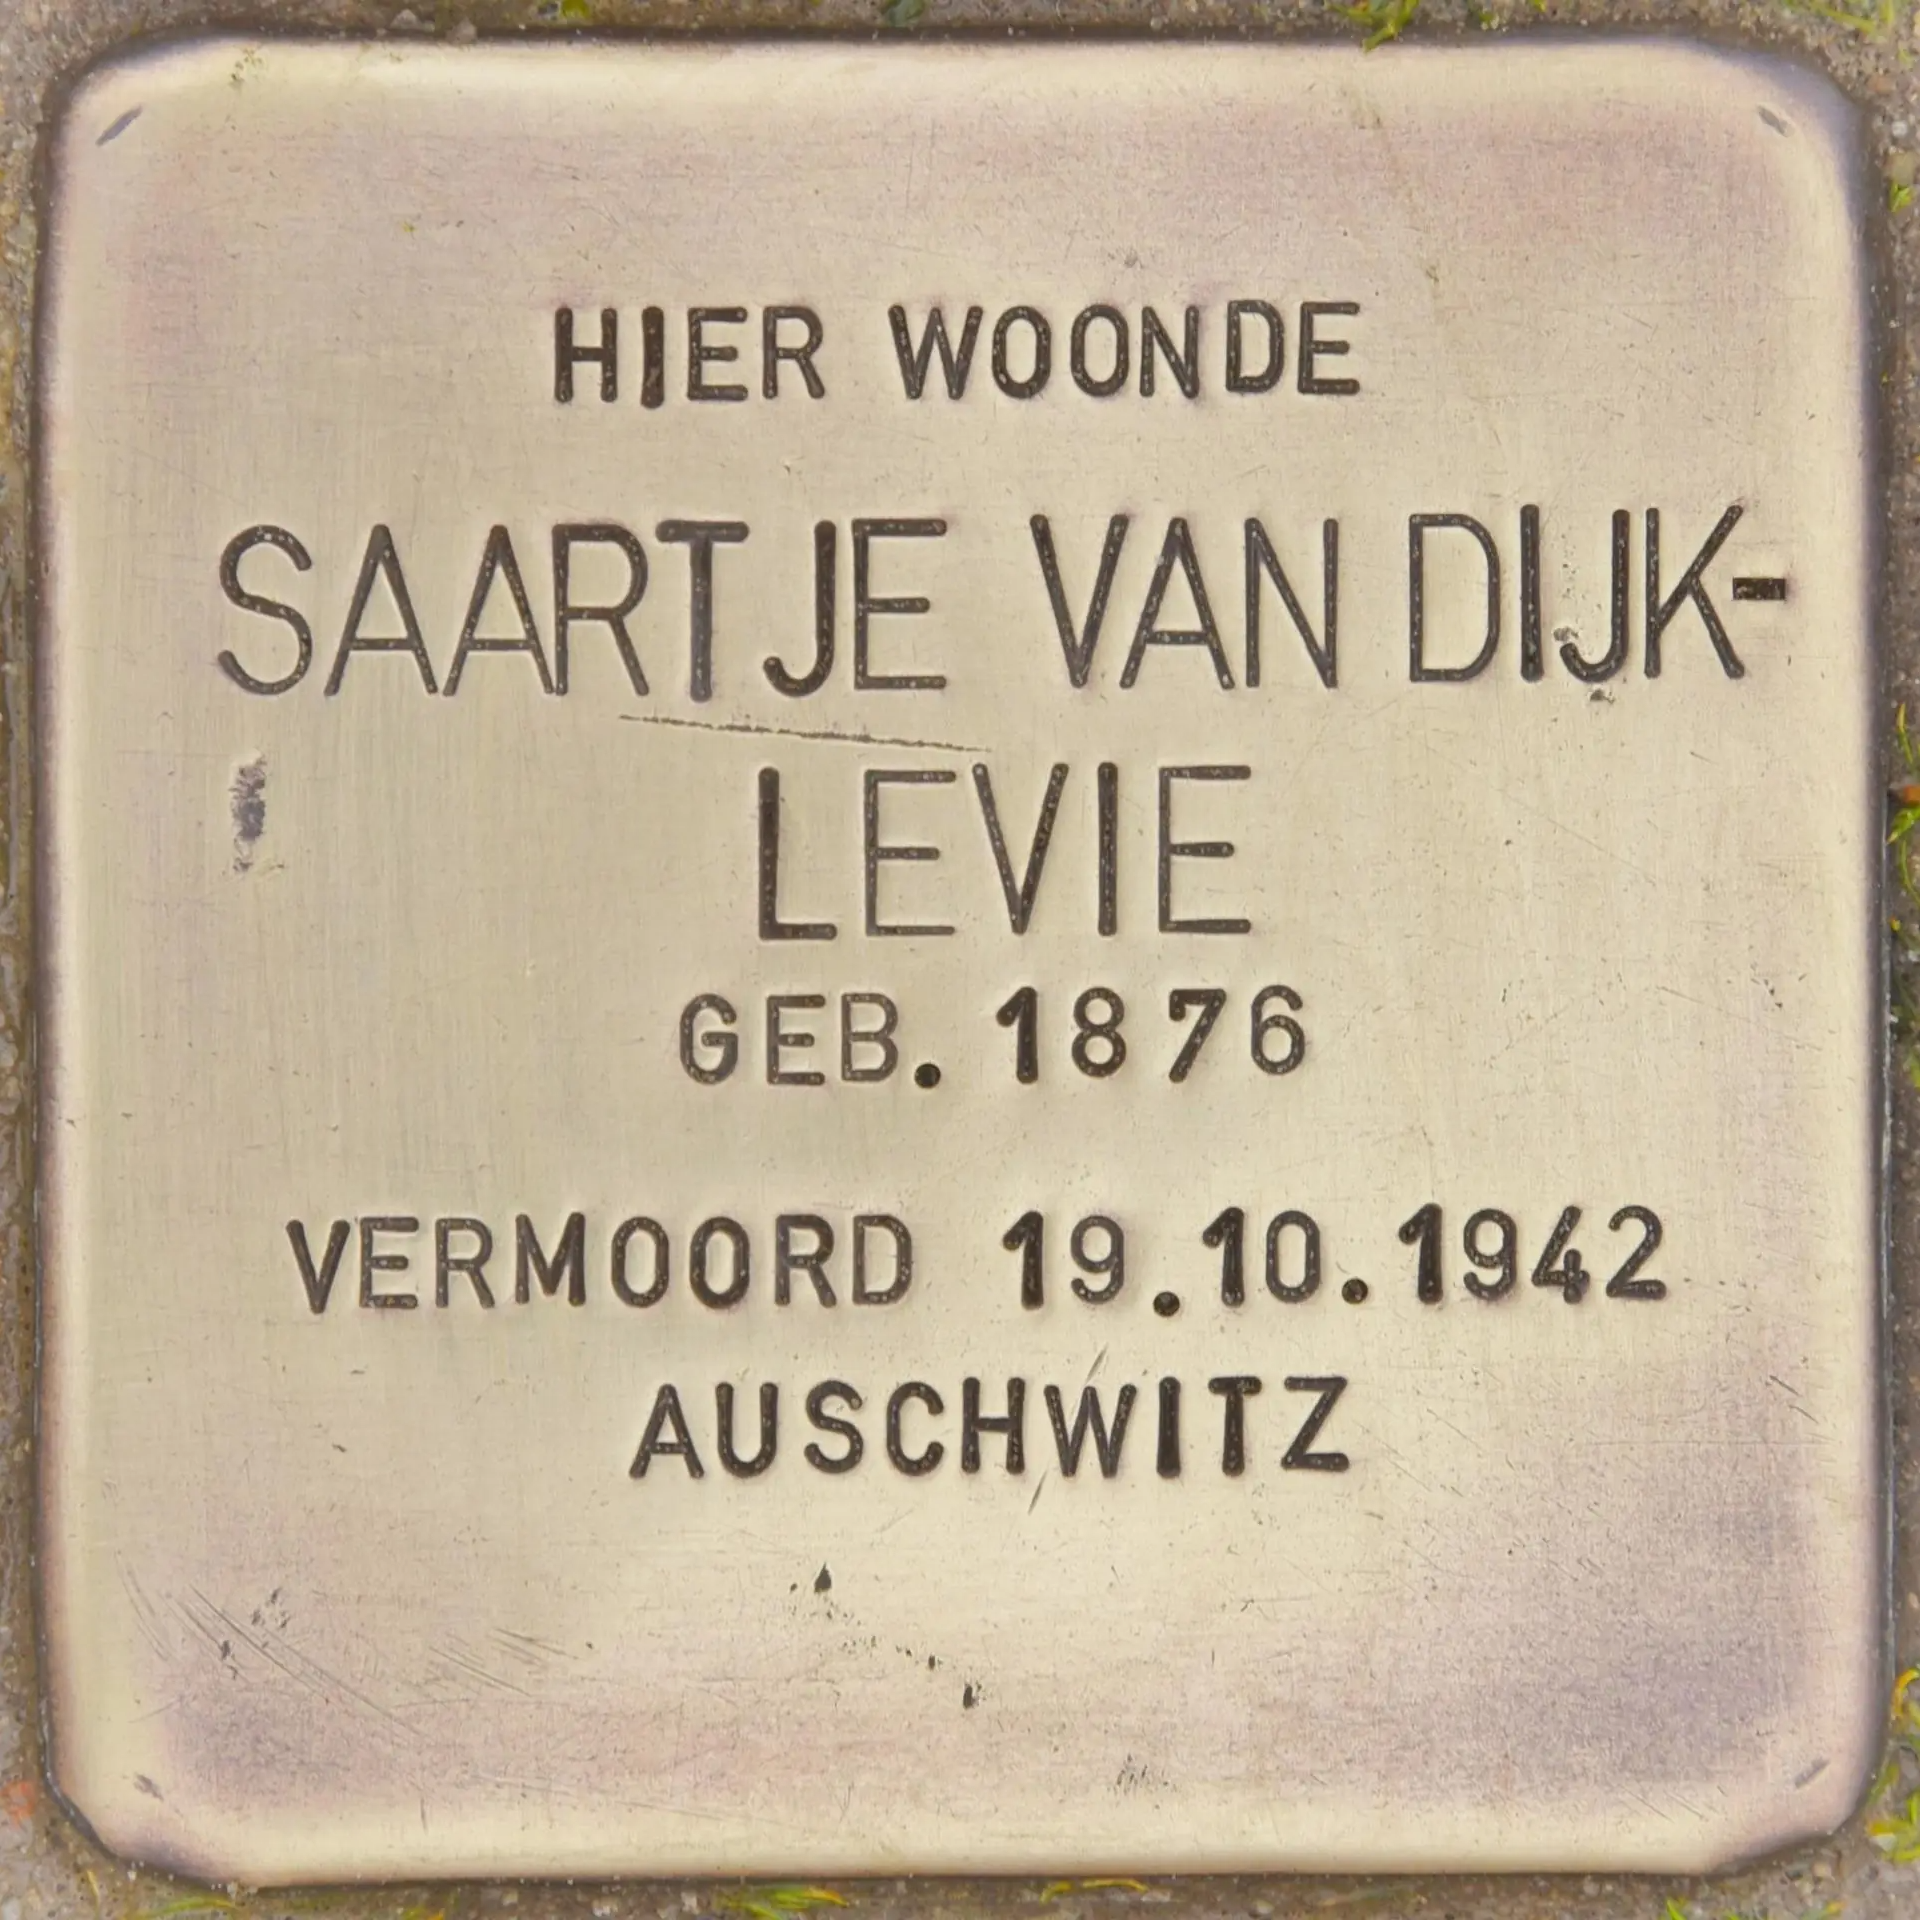 HIER WOONDE
SAARTJE VAN DIJK-
LEVIE
GEB. 1876
VERMOORD 19.10.1942
AUSCHWITZ